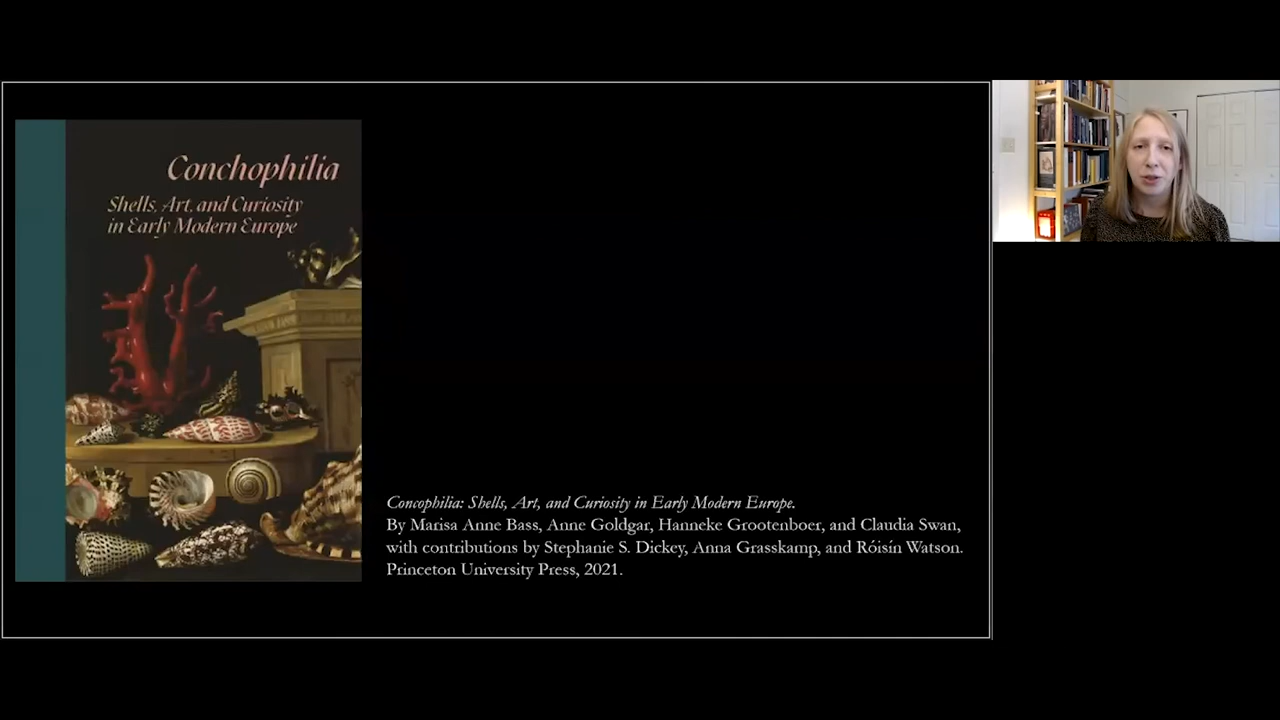 Conchophilia
Shells, Art, and Curiosity
in Early Modern Europe
Concophilia: Shells, Art, and Curiosity in Early Modern Europe.
By Marisa Anne Bass, Anne Goldgar, Hanneke Grootenboer, and Claudia Swan,
with contributions by Stephanie S. Dickey, Anna Grasskamp, and Róisín Watson.
Princeton University Press, 2021.